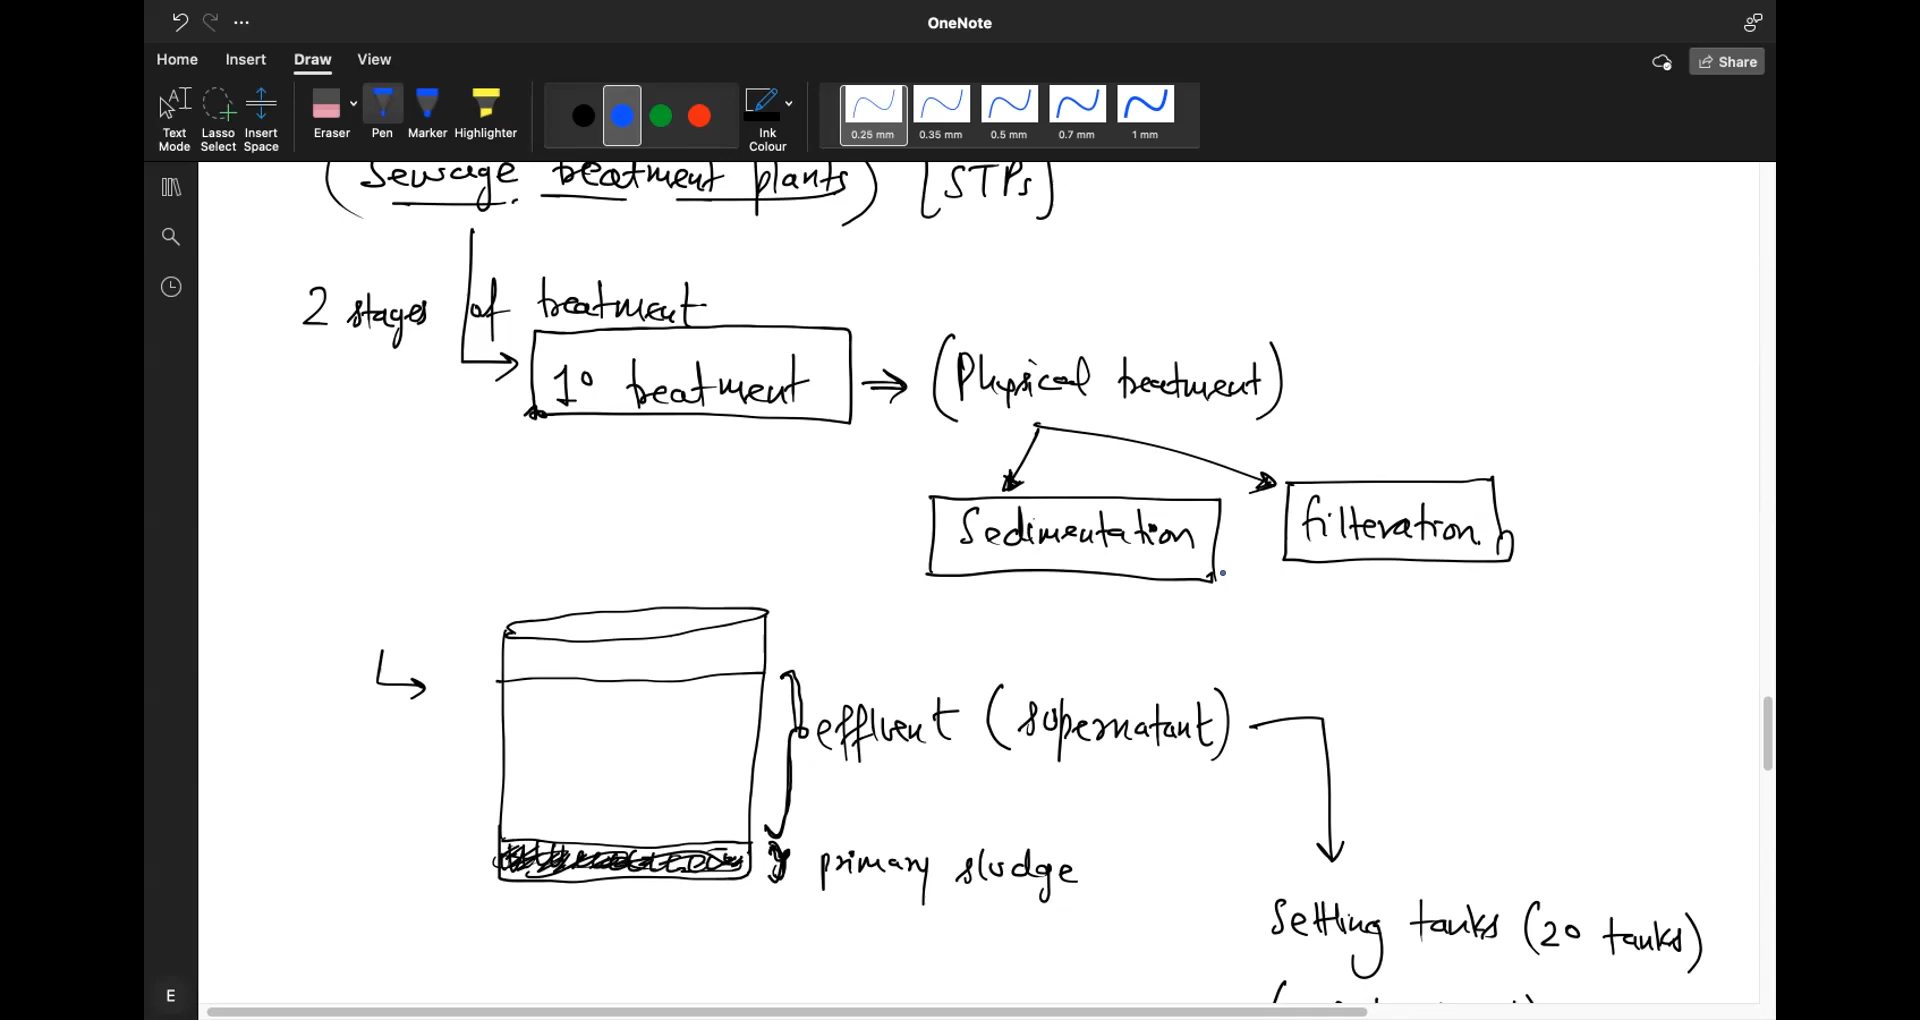 OneNote
Home Insert Draw View
Share
Text Mode
Lasso Select
Insert Space
Eraser
Pen
Marker
Highlighter
Ink Colour
0.25 mm
0.35 mm
0.5 mm
0.7 mm
1 mm
(Sewage treatment plants) [STPs]
2 stages of treatment
1° treatment ⇒ (Physical treatment)
Sedimentation
filteration
effluent (supernatant)
primary sludge
Settling tanks (2° tanks)
E